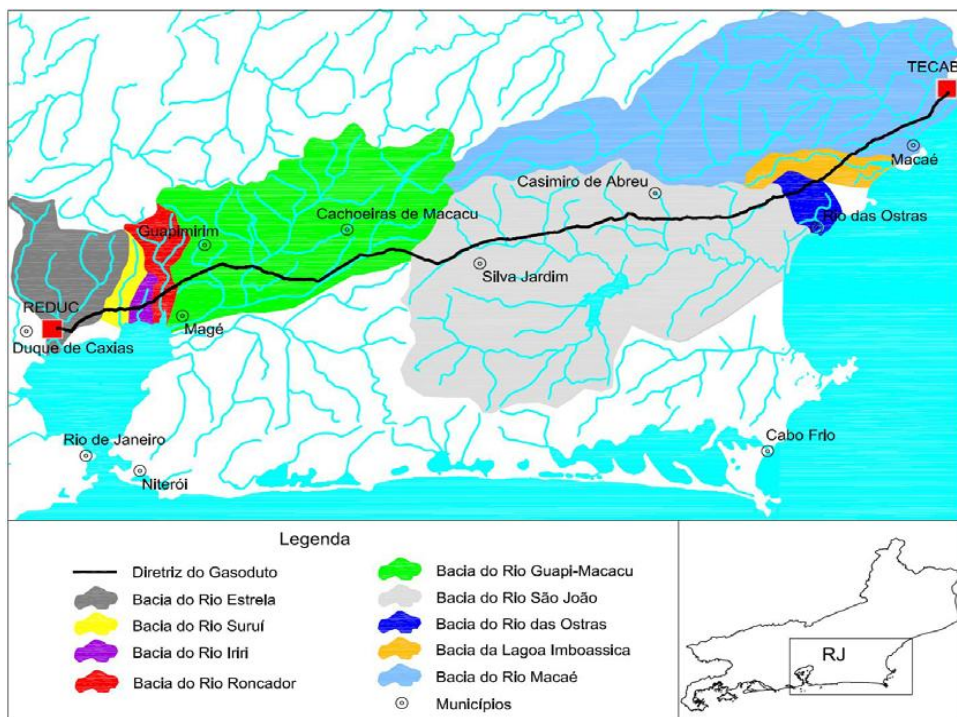 TECAB
Macaé
Casimiro de Abreu
Cachoeiras de Macacu
Rio das Ostras
Guapimirim
Silva Jardim
REDUC
Magé
Duque de Caxias
Rio de Janeiro
Cabo Frio
Niterói
Legenda
Diretriz do Gasoduto
Bacia do Rio Estrela
Bacia do Rio Suruí
Bacia do Rio Iriri
Bacia do Rio Roncador
Bacia do Rio Guapi-Macacu
Bacia do Rio São João
Bacia do Rio das Ostras
Bacia da Lagoa Imboassica
Bacia do Rio Macaé
Municípios
RJ